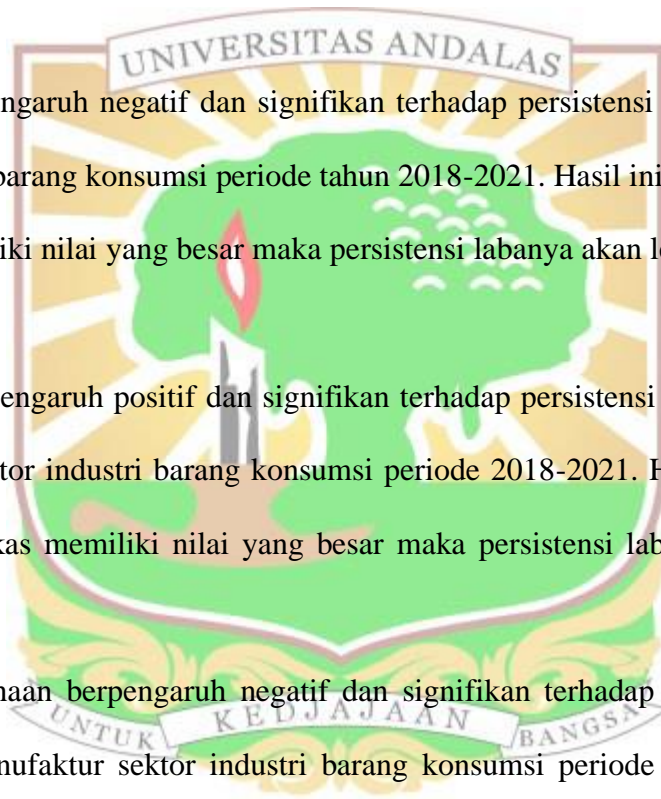 UNIVERSITAS ANDALAS
ngaruh negatif dan signifikan terhadap persistensi
barang konsumsi periode tahun 2018-2021. Hasil ini
iki nilai yang besar maka persistensi labanya akan le
engaruh positif dan signifikan terhadap persistensi
tor industri barang konsumsi periode 2018-2021. H
kas memiliki nilai yang besar maka persistensi lab
naan berpengaruh negatif dan signifikan terhadap
UNTUK KEDJAJAAN BANGSA
nufaktur sektor industri barang konsumsi periode